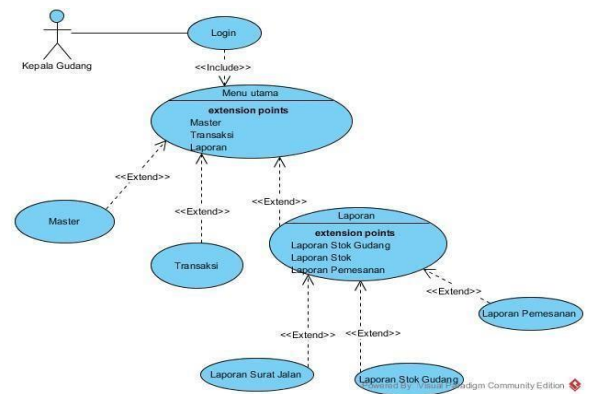 Login
Kepala Gudang
<<Include>>
Menu utama
extension points
Master
Transaksi
Laporan
<<Extend>>
<<Extend>>
<<Extend>>
Master
Transaksi
Laporan
extension points
Laporan Stok Gudang
Laporan Stok
Laporan Pemesanan
<<Extend>>
Laporan Pemesanan
<<Extend>>
<<Extend>>
Laporan Surat Jalan
Laporan Stok Gudang
Powered By Visual Paradigm Community Edition